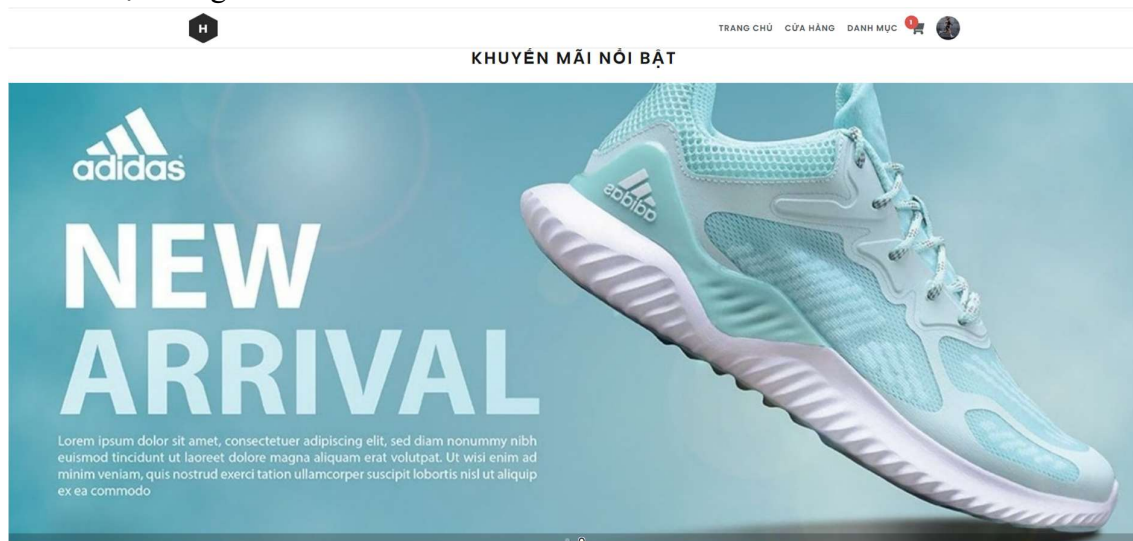 H
TRANG CHỦ CỬA HÀNG DANH MỤC 1
KHUYẾN MÃI NỔI BẬT
adidas
adidas
NEW
ARRIVAL
Lorem ipsum dolor sit amet, consectetuer adipiscing elit, sed diam nonummy nibh
euismod tincidunt ut laoreet dolore magna aliquam erat volutpat. Ut wisi enim ad
minim veniam, quis nostrud exerci tation ullamcorper suscipit lobortis nisl ut aliquip
ex ea commodo